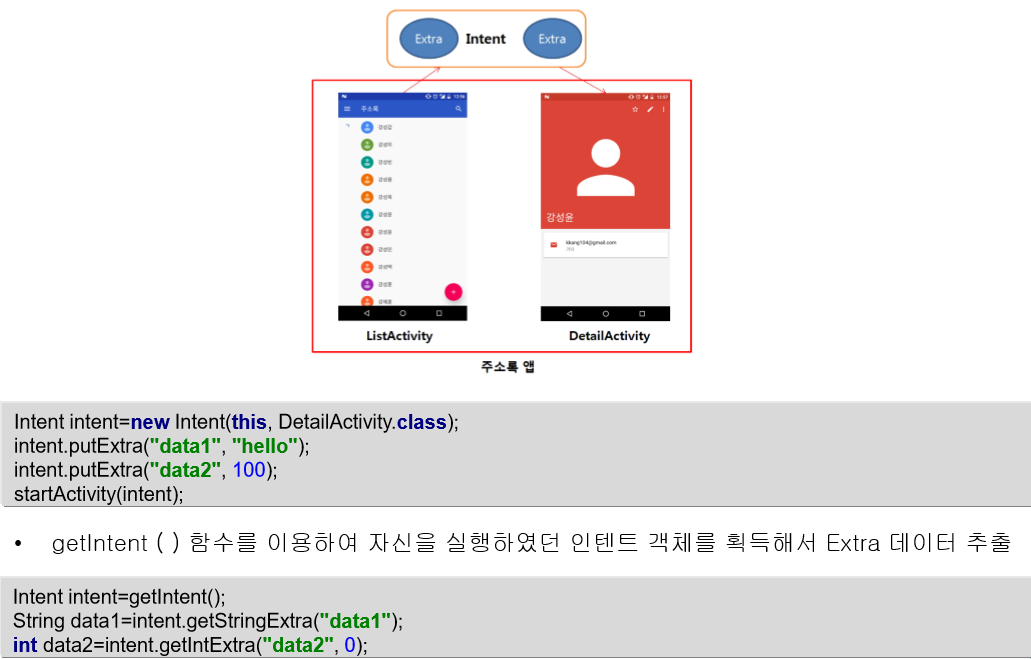 Extra Intent Extra
주소록
강성윤
kkang104@gmail.com
ListActivity DetailActivity
주소록 앱
Intent intent=new Intent(this, DetailActivity.class);
intent.putExtra("data1", "hello");
intent.putExtra("data2", 100);
startActivity(intent);
• getIntent ( ) 함수를 이용하여 자신을 실행하였던 인텐트 객체를 획득해서 Extra 데이터 추출
Intent intent=getIntent();
String data1=intent.getStringExtra("data1");
int data2=intent.getIntExtra("data2", 0);